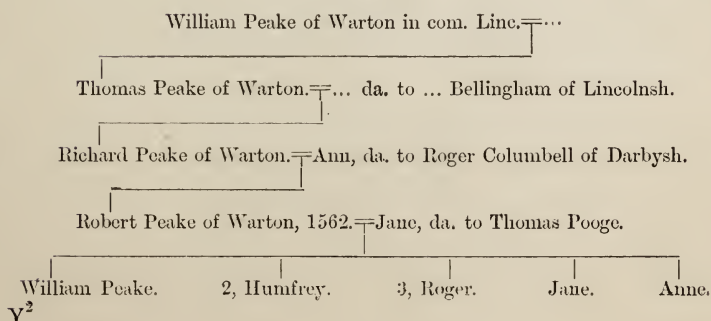 William Peake of Warton in com. Linc.=...
Thomas Peake of Warton.=... da. to ... Bellingham of Lincolnsh.
Richard Peake of Warton.=Ann, da. to Roger Columbell of Darbysh.
Robert Peake of Warton, 1562.=Jane, da. to Thomas Pooge.
William Peake. 2, Humfrey. 3, Roger. Jane. Anne.
Y²